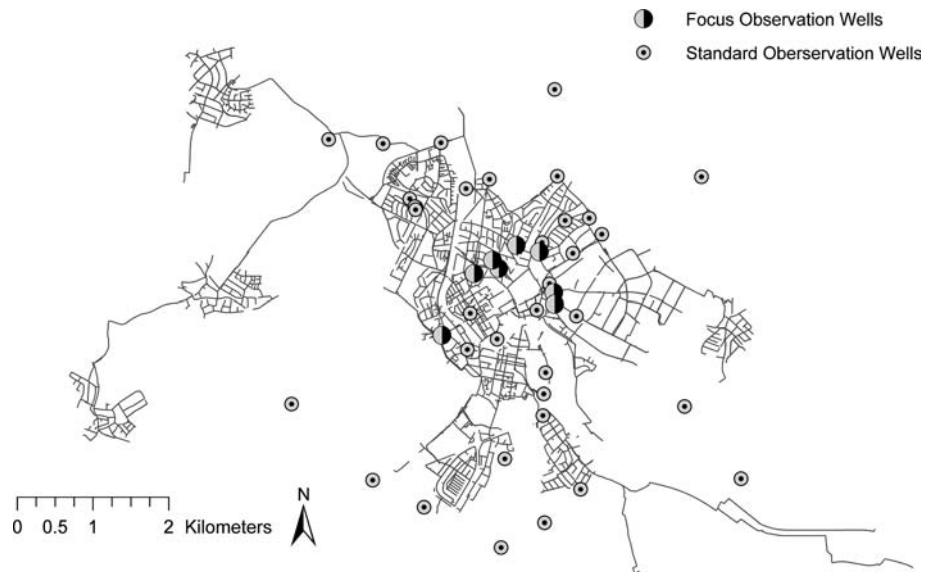 Focus Observation Wells
Standard Oberservation Wells
N
0 0.5 1 2 Kilometers